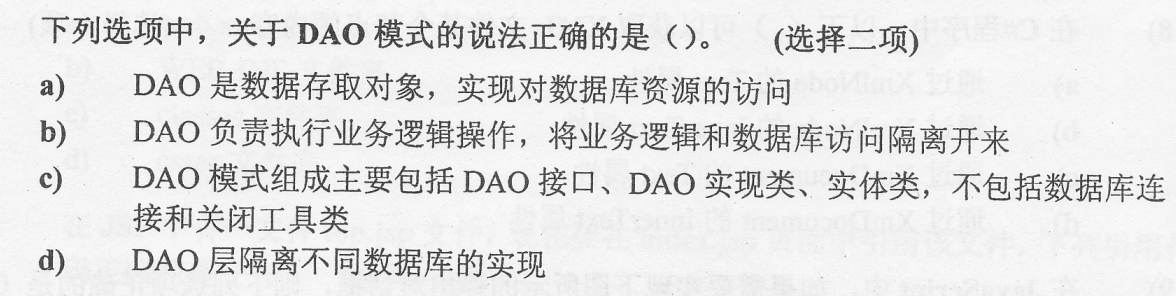 下列选项中，关于 DAO 模式的说法正确的是（）。 （选择二项）
a) DAO 是数据存取对象，实现对数据库资源的访问
b) DAO 负责执行业务逻辑操作，将业务逻辑和数据库访问隔离开来
c) DAO 模式组成主要包括 DAO 接口、DAO 实现类、实体类，不包括数据库连
接和关闭工具类
d) DAO 层隔离不同数据库的实现